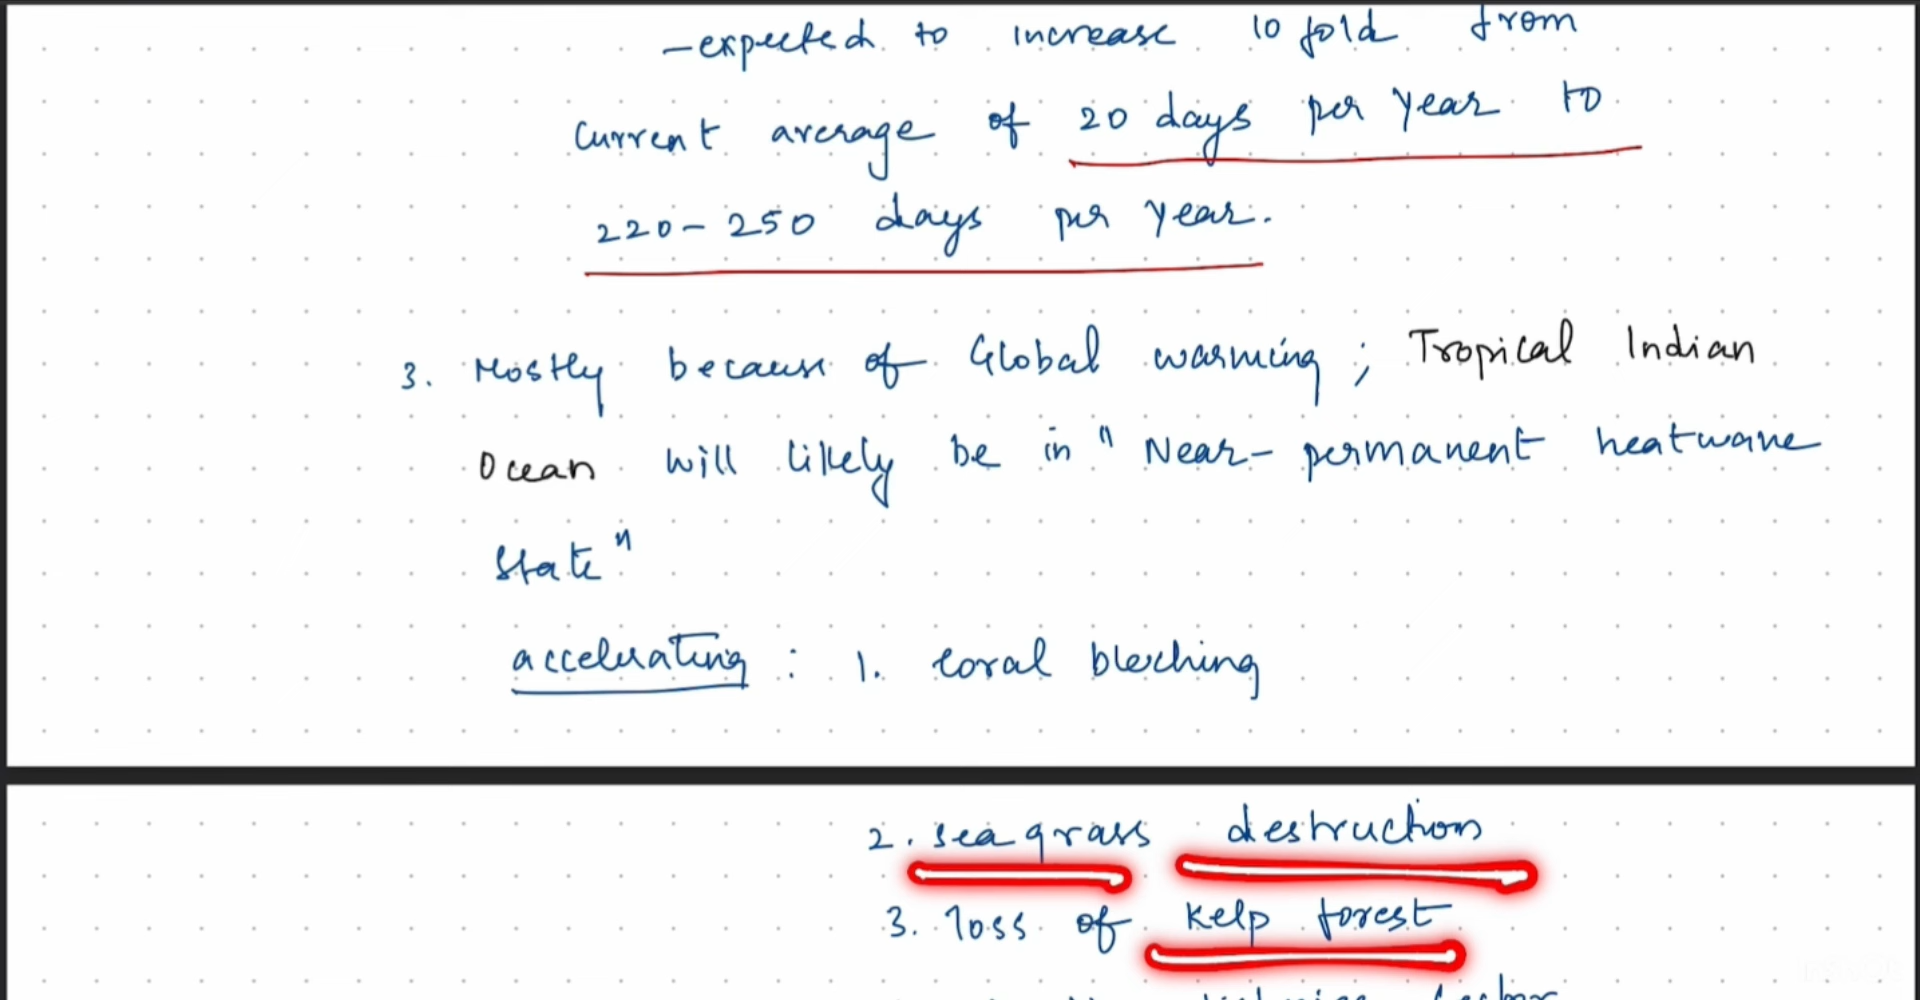 - expected to increase 10 fold from
current average of 20 days per year to
220 - 250 days per year.
3. Mostly because of Global warming ; Tropical Indian
Ocean will likely be in " Near - permanent heatwave
state "
accelerating : 1. coral bleching
2. sea grass destruction
3. loss of kelp forest